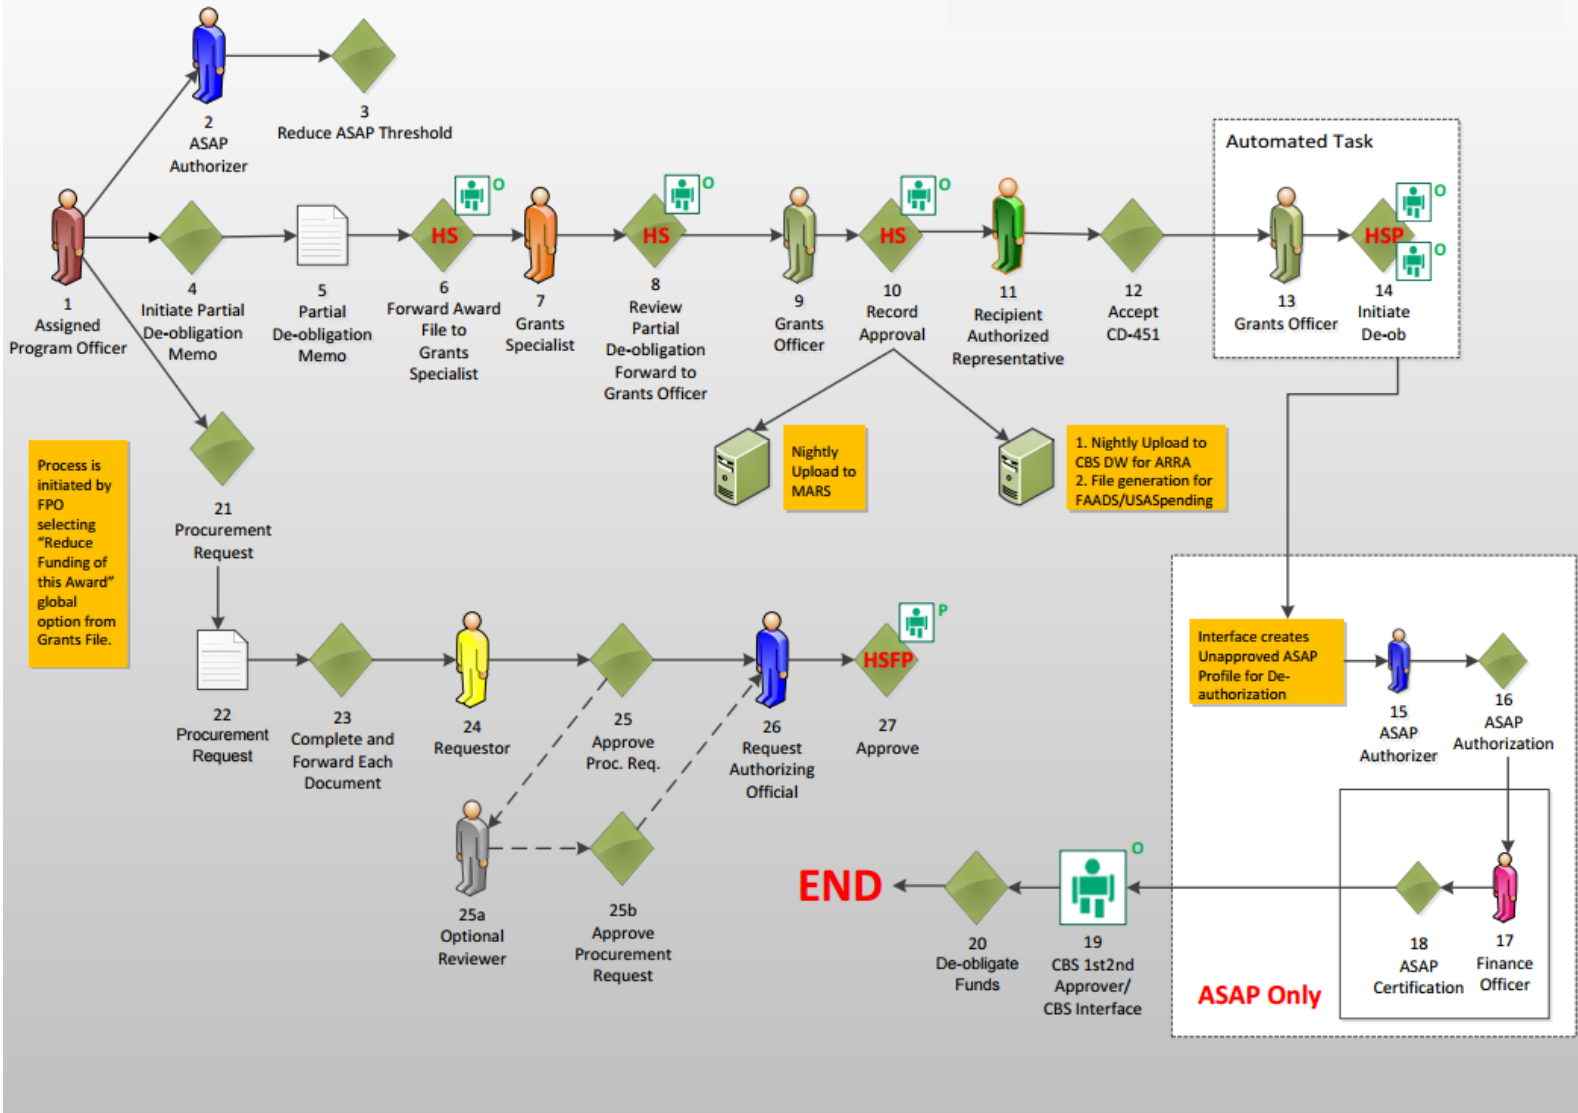 2
ASAP
Authorizer
3
Reduce ASAP Threshold
Automated Task
1
Assigned
Program Officer
4
Initiate Partial
De-obligation
Memo
5
Partial
De-obligation
Memo
HS
O
6
Forward Award
File to
Grants
Specialist
7
Grants
Specialist
HS
O
8
Review
Partial
De-obligation
Forward to
Grants Officer
9
Grants
Officer
HS
O
10
Record
Approval
11
Recipient
Authorized
Representative
12
Accept
CD-451
13
Grants Officer
HSP
O
O
14
Initiate
De-ob
Nightly
Upload to
MARS
1. Nightly Upload to
CBS DW for ARRA
2. File generation for
FAADS/USASpending
Process is
initiated by
FPO
selecting
“Reduce
Funding of
this Award”
global
option from
Grants File.
21
Procurement
Request
22
Procurement
Request
23
Complete and
Forward Each
Document
24
Requestor
25
Approve
Proc. Req.
26
Request
Authorizing
Official
HSFP
P
27
Approve
25a
Optional
Reviewer
25b
Approve
Procurement
Request
Interface creates
Unapproved ASAP
Profile for De-
authorization
15
ASAP
Authorizer
16
ASAP
Authorization
17
Finance
Officer
18
ASAP
Certification
ASAP Only
O
19
CBS 1st2nd
Approver/
CBS Interface
20
De-obligate
Funds
END